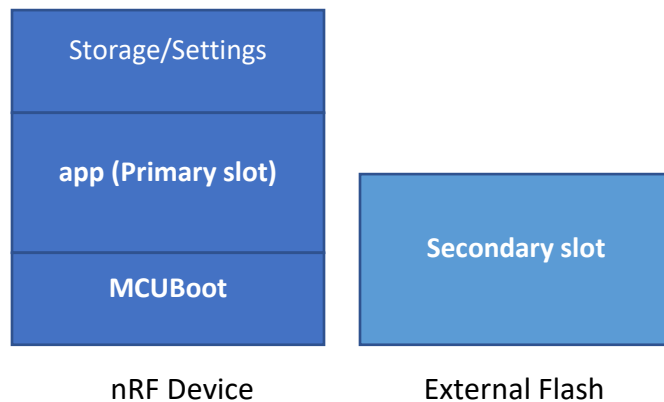 Storage/Settings
app (Primary slot)
MCUBoot
nRF Device
Secondary slot
External Flash